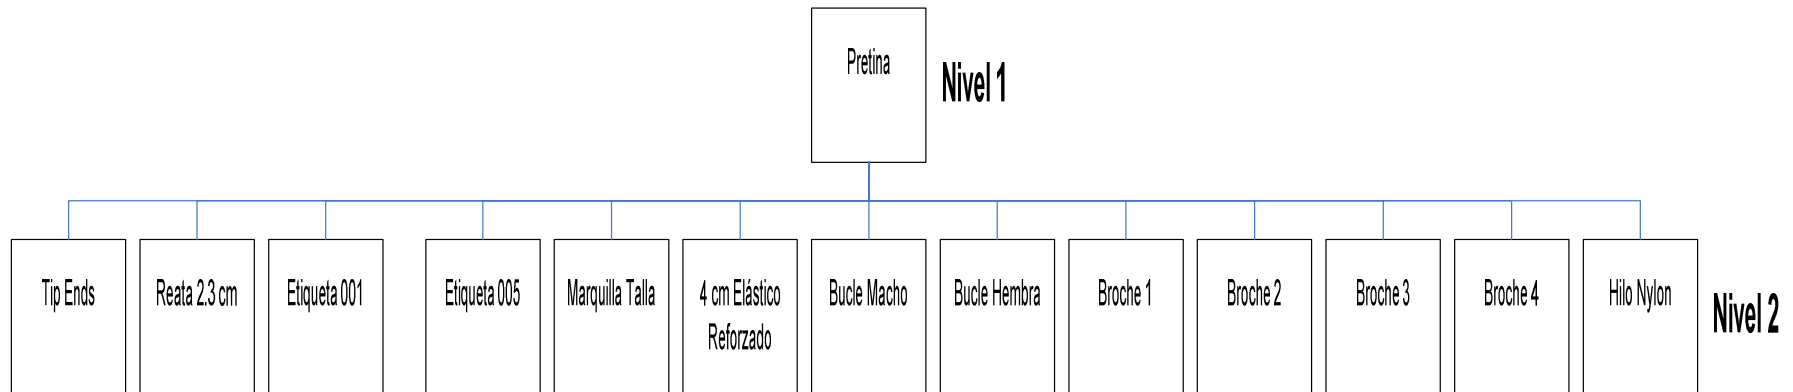 Pretina
Nivel 1
Tip Ends
Reata 2.3 cm
Etiqueta 001
Etiqueta 005
Marquilla Talla
4 cm Elástico
Reforzado
Bucle Macho
Bucle Hembra
Broche 1
Broche 2
Broche 3
Broche 4
Hilo Nylon
Nivel 2